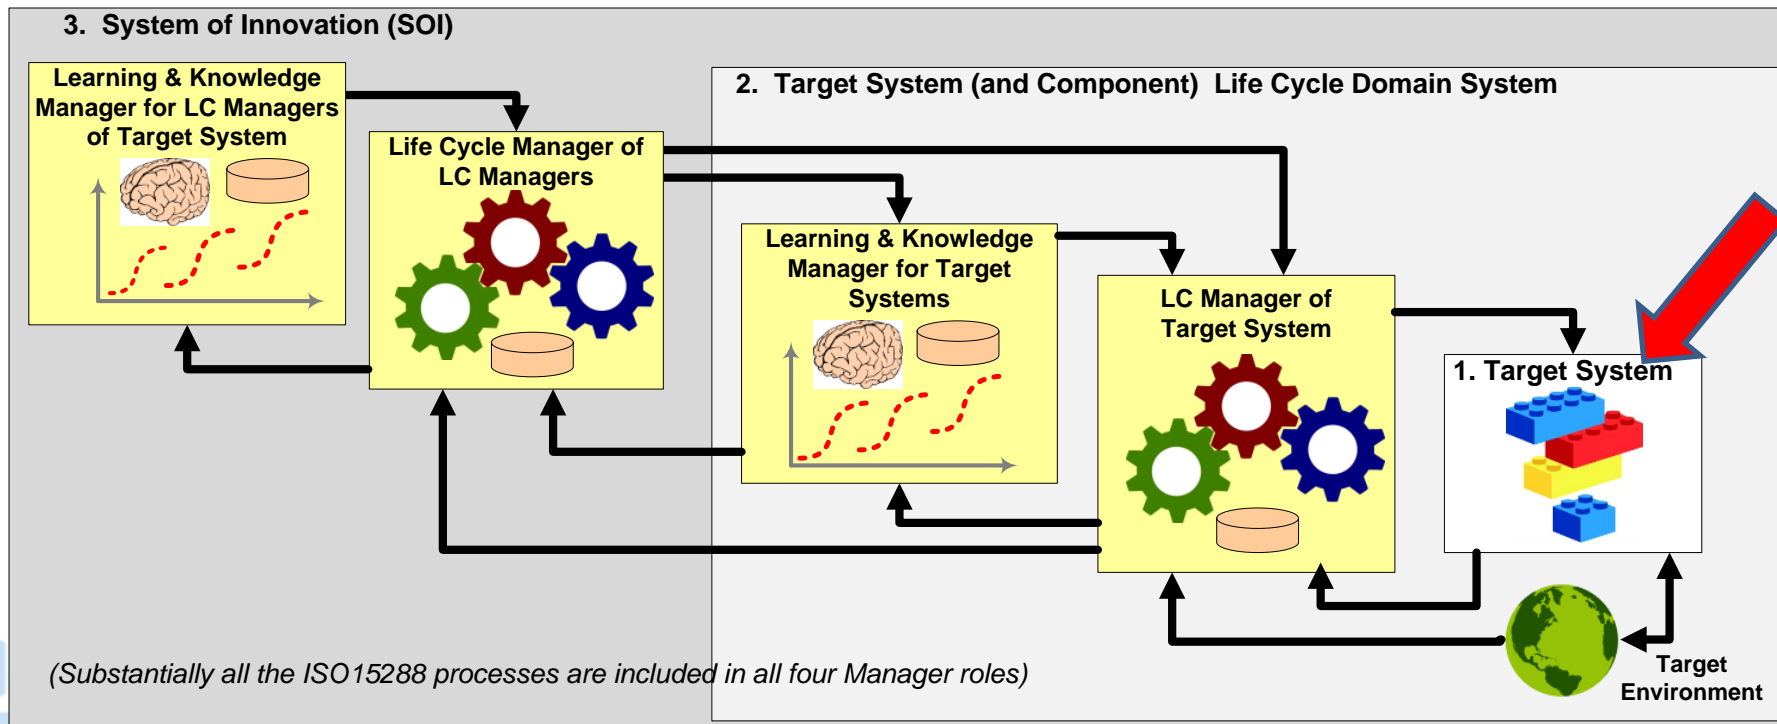 3. System of Innovation (SOI)
Learning & Knowledge
Manager for LC Managers
of Target System
2. Target System (and Component) Life Cycle Domain System
Life Cycle Manager of
LC Managers
Learning & Knowledge
Manager for Target
Systems
LC Manager of
Target System
1. Target System
(Substantially all the ISO15288 processes are included in all four Manager roles)
Target
Environment